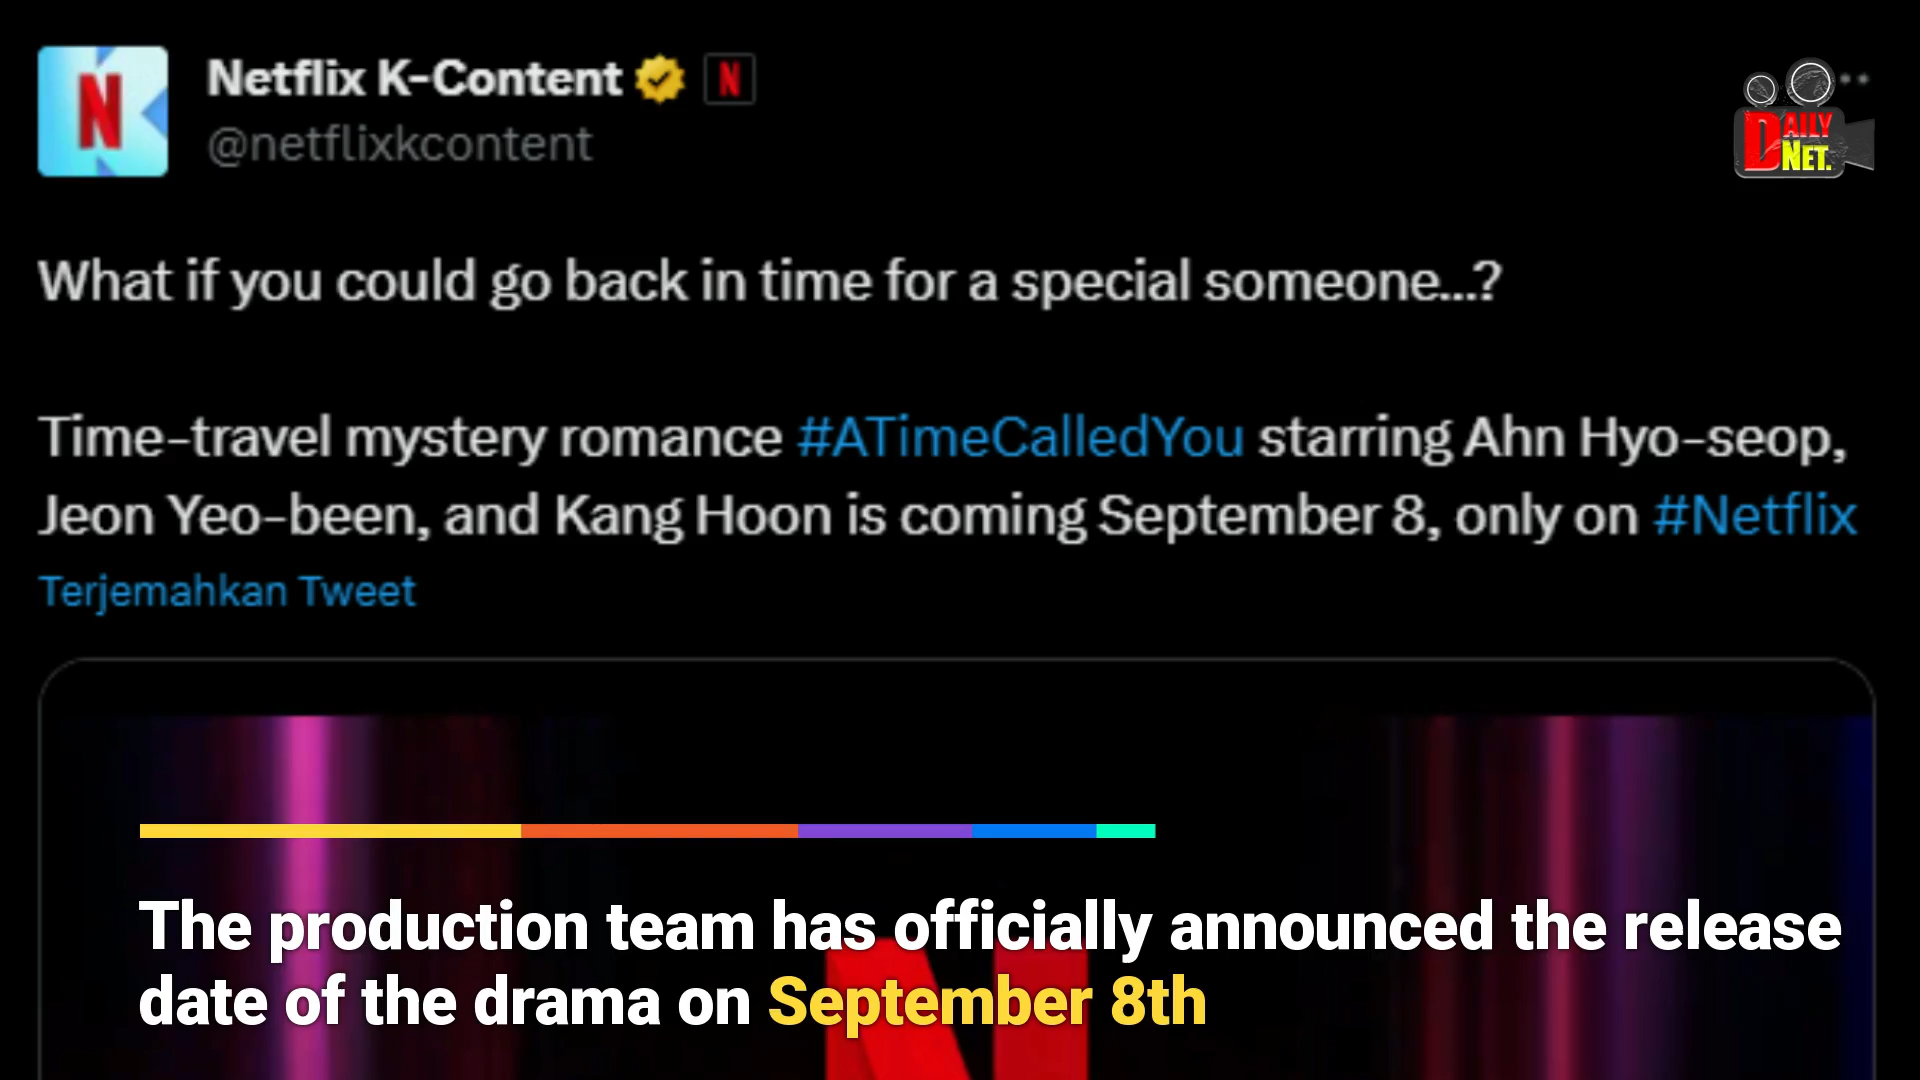 Netflix K-Content
@netflixkcontent
DAILY
NET.
What if you could go back in time for a special someone...?
Time-travel mystery romance #ATimeCalledYou starring Ahn Hyo-seop,
Jeon Yeo-been, and Kang Hoon is coming September 8, only on #Netflix
Terjemahkan Tweet
The production team has officially announced the release
date of the drama on September 8th